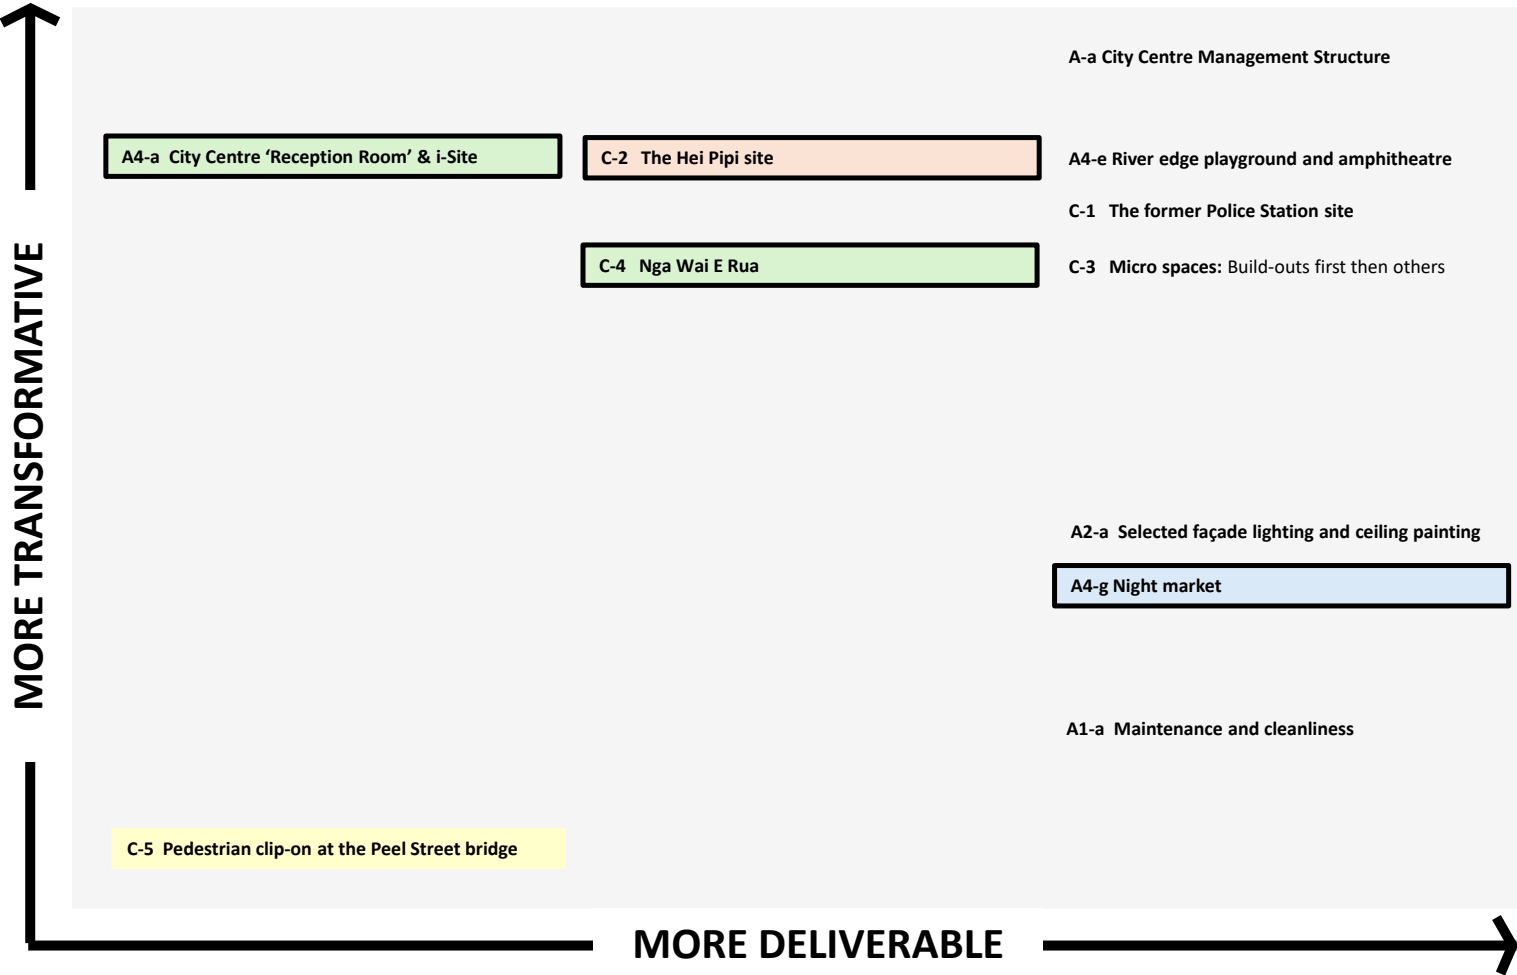 A-a City Centre Management Structure
A4-a City Centre ‘Reception Room’ & i-Site
C-2 The Hei Pipi site
A4-e River edge playground and amphitheatre
C-1 The former Police Station site
C-4 Nga Wai E Rua
C-3 Micro spaces: Build-outs first then others
MORE TRANSFORMATIVE
A2-a Selected façade lighting and ceiling painting
A4-g Night market
A1-a Maintenance and cleanliness
C-5 Pedestrian clip-on at the Peel Street bridge
MORE DELIVERABLE